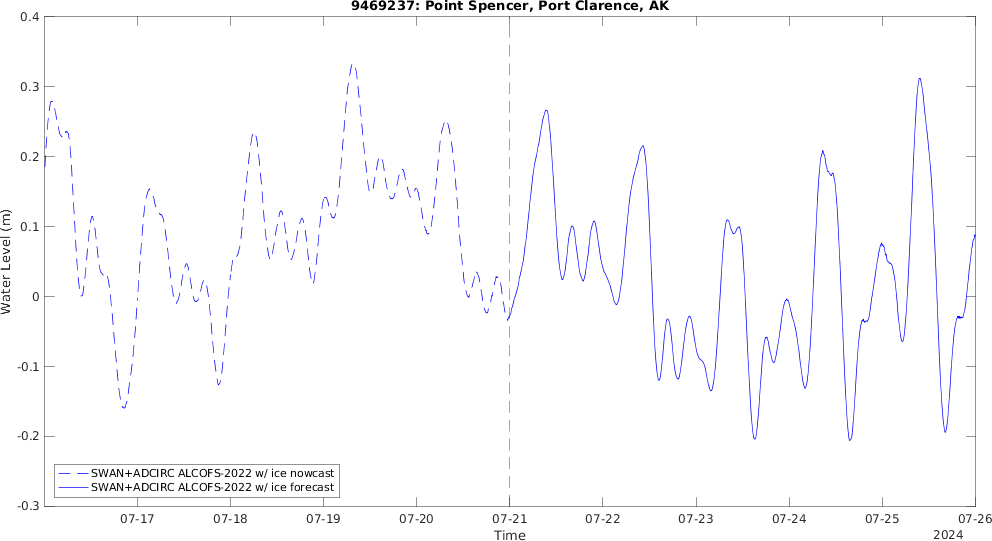 9469237: Point Spencer, Port Clarence, AK
0.4
0.3
0.2
0.1
0
-0.1
-0.2
-0.3
Water Level (m)
SWAN+ADCIRC ALCOFS-2022 w/ ice nowcast
SWAN+ADCIRC ALCOFS-2022 w/ ice forecast
07-17 07-18 07-19 07-20 07-21 07-22 07-23 07-24 07-25 07-26
Time
2024